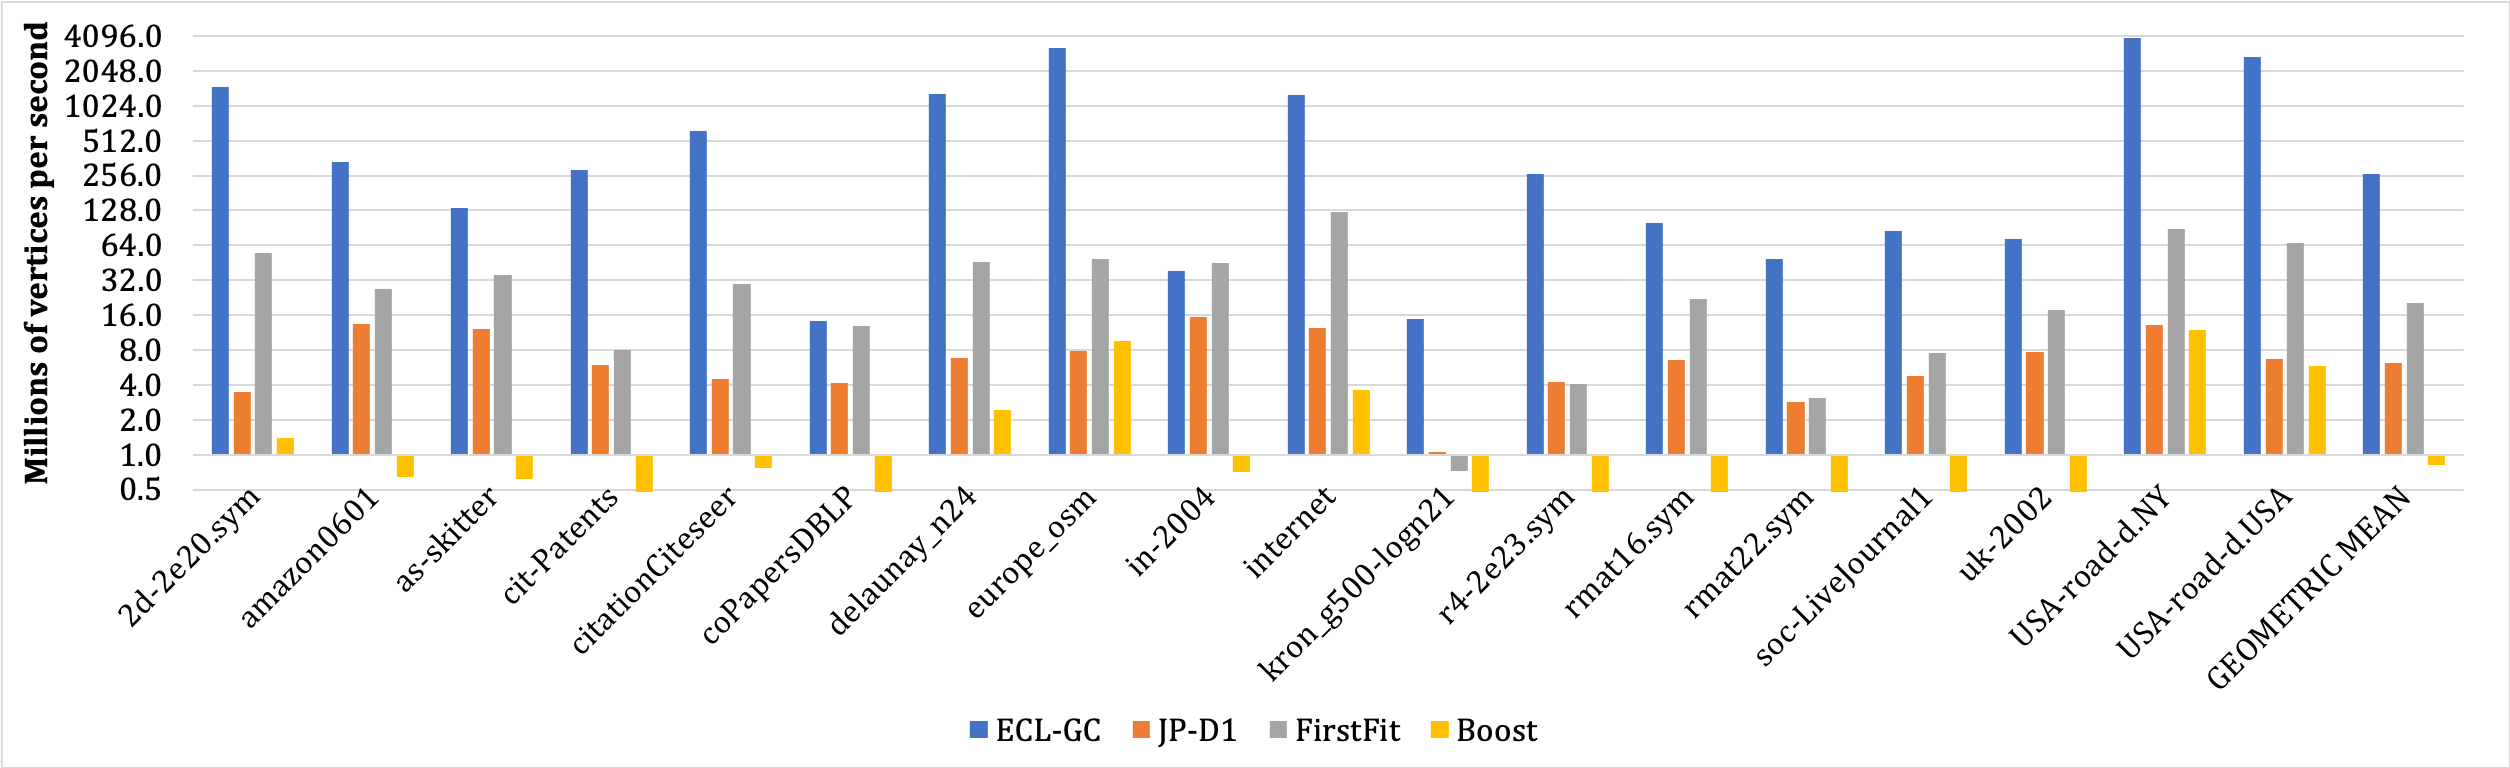 Millions of vertices per second
4096.0
2048.0
1024.0
512.0
256.0
128.0
64.0
32.0
16.0
8.0
4.0
2.0
1.0
0.5
2d-2e20.sym
amazon0601
as-skitter
cit-Patents
citationCiteseer
coPapersDBLP
delaunay_n24
europe_osm
in-2004
internet
kron_g500-logn21
r4-2e23.sym
rmat16.sym
rmat22.sym
soc-LiveJournal1
uk-2002
USA-road-d.NY
USA-road-d.USA
GEOMETRIC MEAN
ECL-GC JP-D1 FirstFit Boost